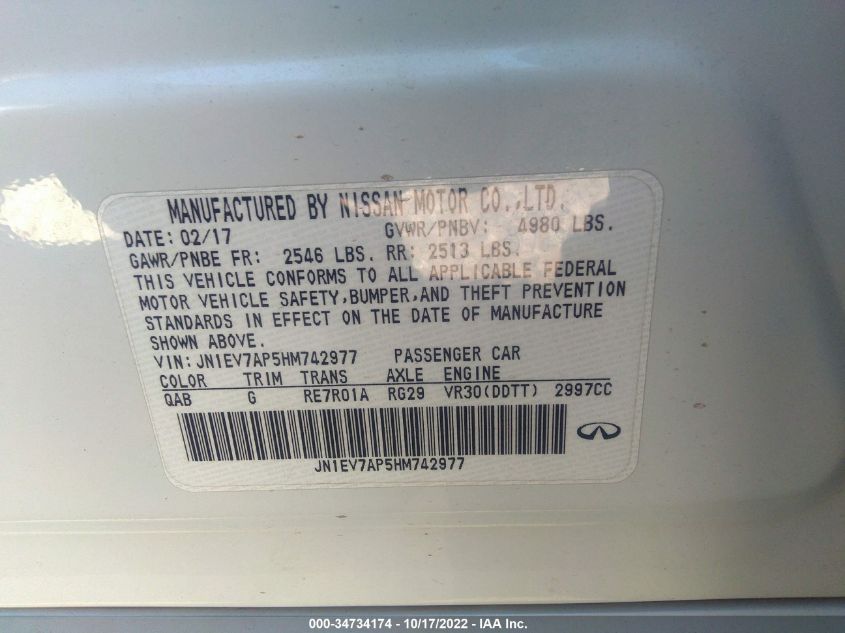 MANUFACTURED BY NISSAN MOTOR CO.,LTD.
DATE: 02/17 GVWR/PNBV: 4980 LBS.
GAWR/PNBE FR: 2546 LBS. RR: 2513 LBS.
THIS VEHICLE CONFORMS TO ALL APPLICABLE FEDERAL
MOTOR VEHICLE SAFETY,BUMPER,AND THEFT PREVENTION
STANDARDS IN EFFECT ON THE DATE OF MANUFACTURE
SHOWN ABOVE.
VIN:JN1EV7AP5HM742977 PASSENGER CAR
COLOR TRIM TRANS AXLE ENGINE
QAB G RE7R01A RG29 VR30(DDTT) 2997CC
JN1EV7AP5HM742977
000-34734174 - 10/17/2022 - IAA Inc.